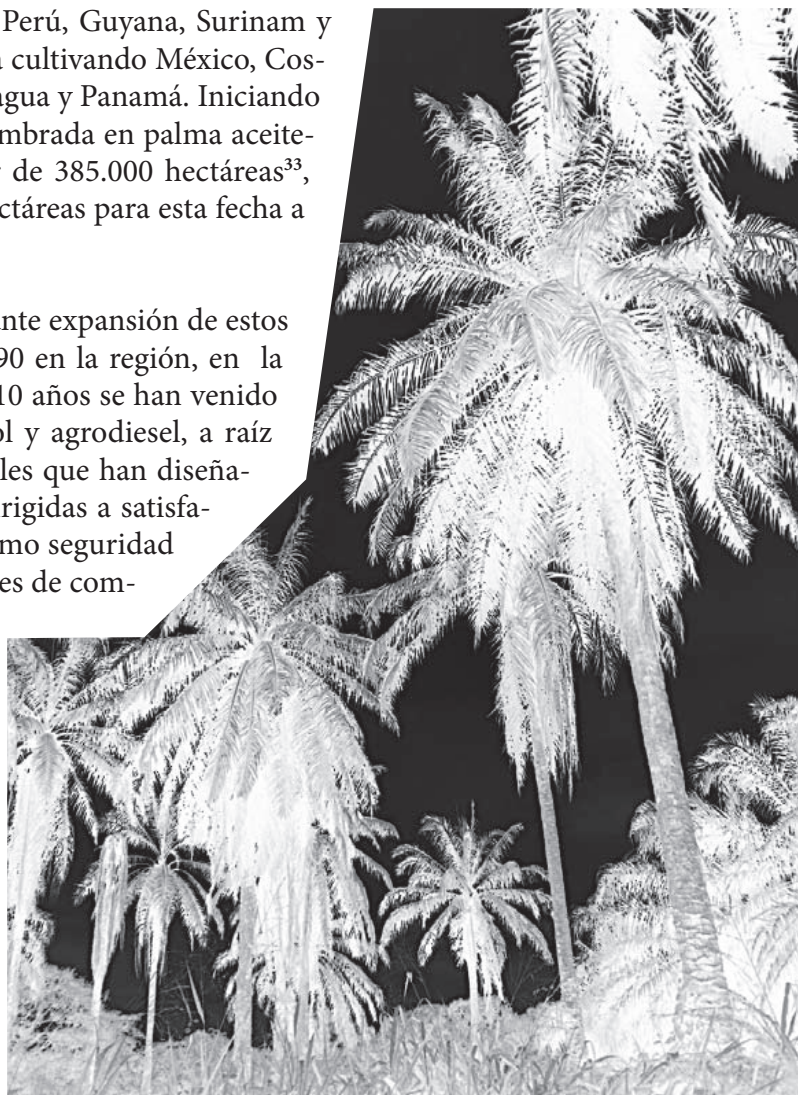 Perú, Guyana, Surinam y
cultivando México, Cos-
agua y Panamá. Iniciando
mbrada en palma aceite-
de 385.000 hectáreas³³,
ctáreas para esta fecha a
nte expansión de estos
90 en la región, en la
10 años se han venido
ol y agrodiesel, a raíz
les que han diseña-
rigidas a satisfa-
mo seguridad
es de com-